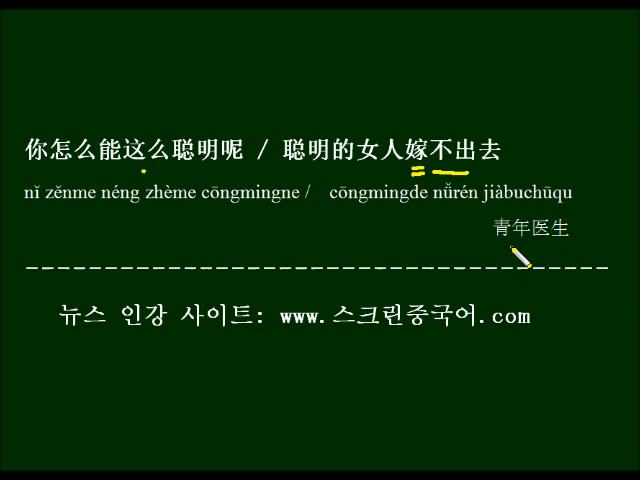 你怎么能这么聪明呢 / 聪明的女人嫁不出去
nǐ zěnme néng zhème cōngmingne / cōngmingde nǚrén jiàbuchūqu
青年医生
뉴스 인강 사이트: www.스크린중국어.com